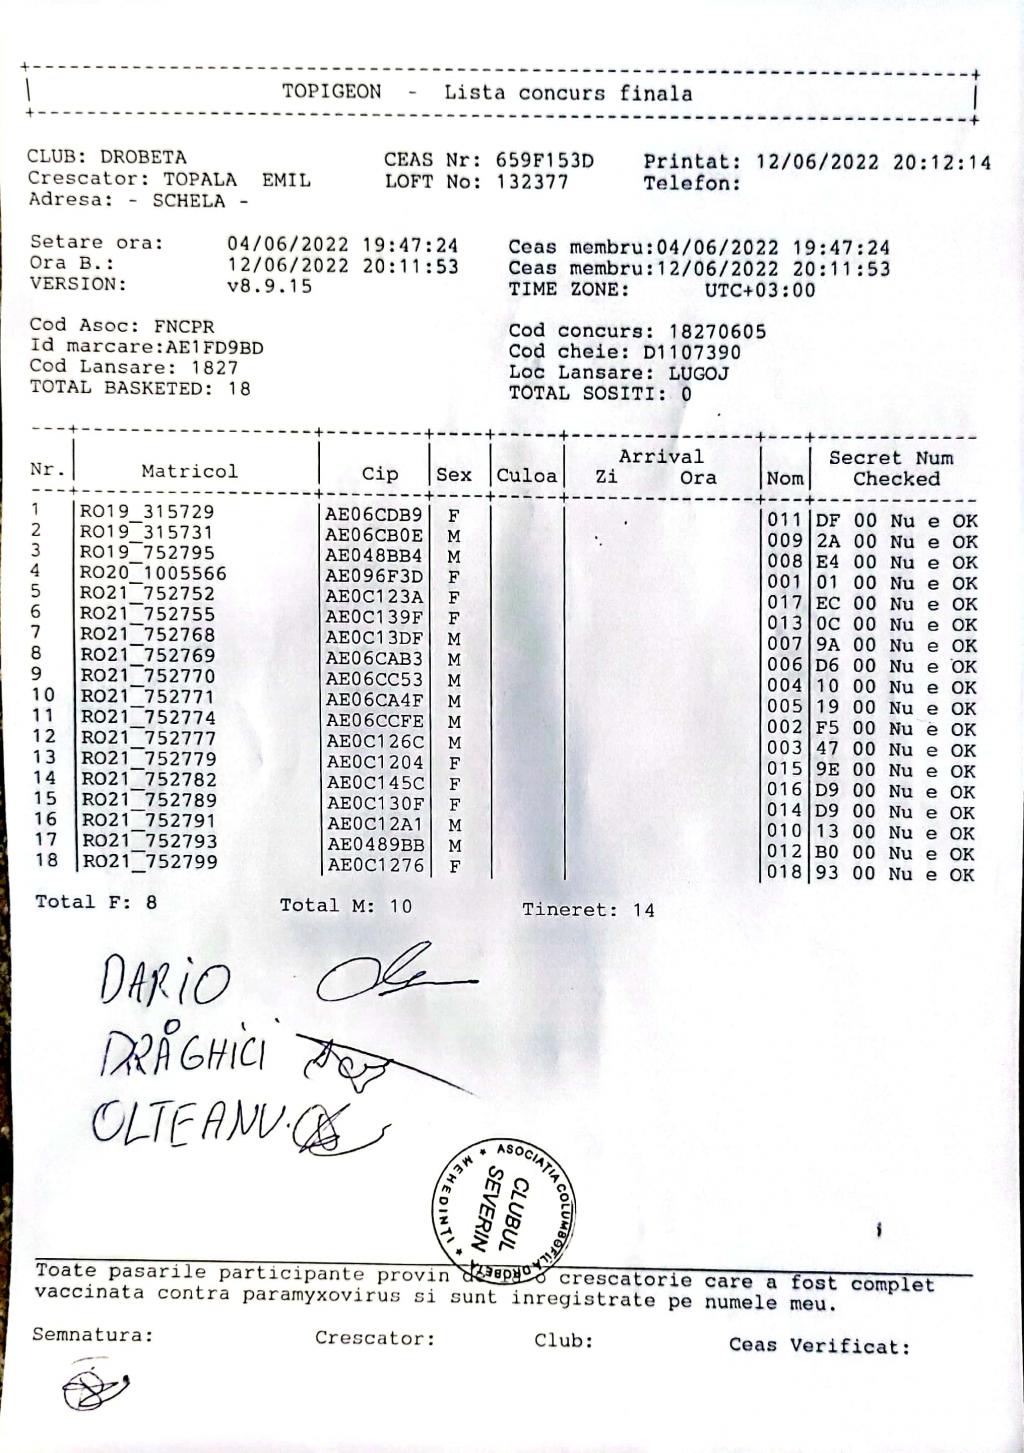 TOPIGEON - Lista concurs finala
CLUB: DROBETA CEAS Nr: 659F153D Printat: 12/06/2022 20:12:14
Crescator: TOPALA EMIL LOFT No: 132377 Telefon:
Adresa: - SCHELA -
Setare ora: 04/06/2022 19:47:24 Ceas membru:04/06/2022 19:47:24
Ora B.: 12/06/2022 20:11:53 Ceas membru:12/06/2022 20:11:53
VERSION: v8.9.15 TIME ZONE: UTC+03:00
Cod Asoc: FNCPR Cod concurs: 18270605
Id marcare:AE1FD9BD Cod cheie: D1107390
Cod Lansare: 1827 Loc Lansare: LUGOJ
TOTAL BASKETED: 18 TOTAL SOSITI: 0
Arrival Secret Num
Nr. Matricol Cip Sex Culoa Zi Ora Nom Checked
1 RO19_315729 AE06CDB9 F 011 DF 00 Nu e OK
2 RO19_315731 AE06CB0E M 009 2A 00 Nu e OK
3 RO19_752795 AE048BB4 M 008 E4 00 Nu e OK
4 RO20_1005566 AE096F3D F 001 01 00 Nu e OK
5 RO21_752752 AE0C123A F 017 EC 00 Nu e OK
6 RO21_752755 AE0C139F F 013 0C 00 Nu e OK
7 RO21_752768 AE0C13DF M 007 9A 00 Nu e OK
8 RO21_752769 AE06CAB3 M 006 D6 00 Nu e OK
9 RO21_752770 AE06CC53 M 004 10 00 Nu e OK
10 RO21_752771 AE06CA4F M 005 19 00 Nu e OK
11 RO21_752774 AE06CCFE M 002 F5 00 Nu e OK
12 RO21_752777 AE0C126C M 003 47 00 Nu e OK
13 RO21_752779 AE0C1204 F 015 9E 00 Nu e OK
14 RO21_752782 AE0C145C F 016 D9 00 Nu e OK
15 RO21_752789 AE0C130F F 014 D9 00 Nu e OK
16 RO21_752791 AE0C12A1 M 010 13 00 Nu e OK
17 RO21_752793 AE0489BB M 012 B0 00 Nu e OK
18 RO21_752799 AE0C1276 F 018 93 00 Nu e OK
Total F: 8 Total M: 10 Tineret: 14
DARIO
DRĂGHICI
OLTEANU.
ASOCIATIA COLUMBOFILA DROBETA * MEHEDINTI *
CLUBUL
SEVERIN
Toate pasarile participante provin o crescatorie care a fost complet
vaccinata contra paramyxovirus si sunt inregistrate pe numele meu.
Semnatura: Crescator: Club: Ceas Verificat: